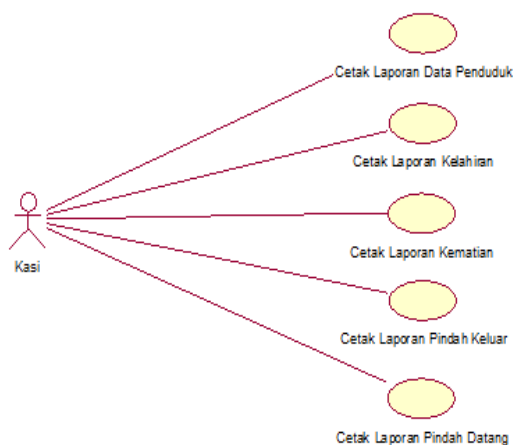 Cetak Laporan Data Penduduk
Cetak Laporan Kelahiran
Cetak Laporan Kematian
Kasi
Cetak Laporan Pindah Keluar
Cetak Laporan Pindah Datang